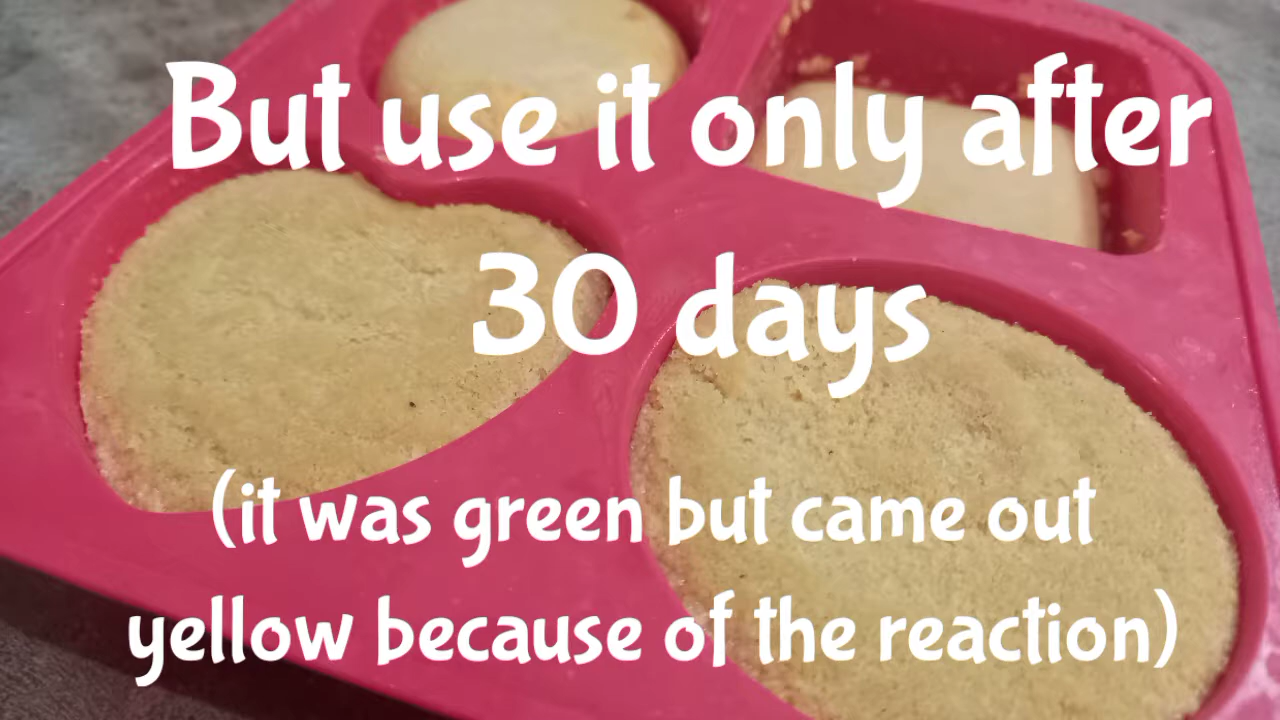 But use it only after
30 days
(it was green but came out
yellow because of the reaction)